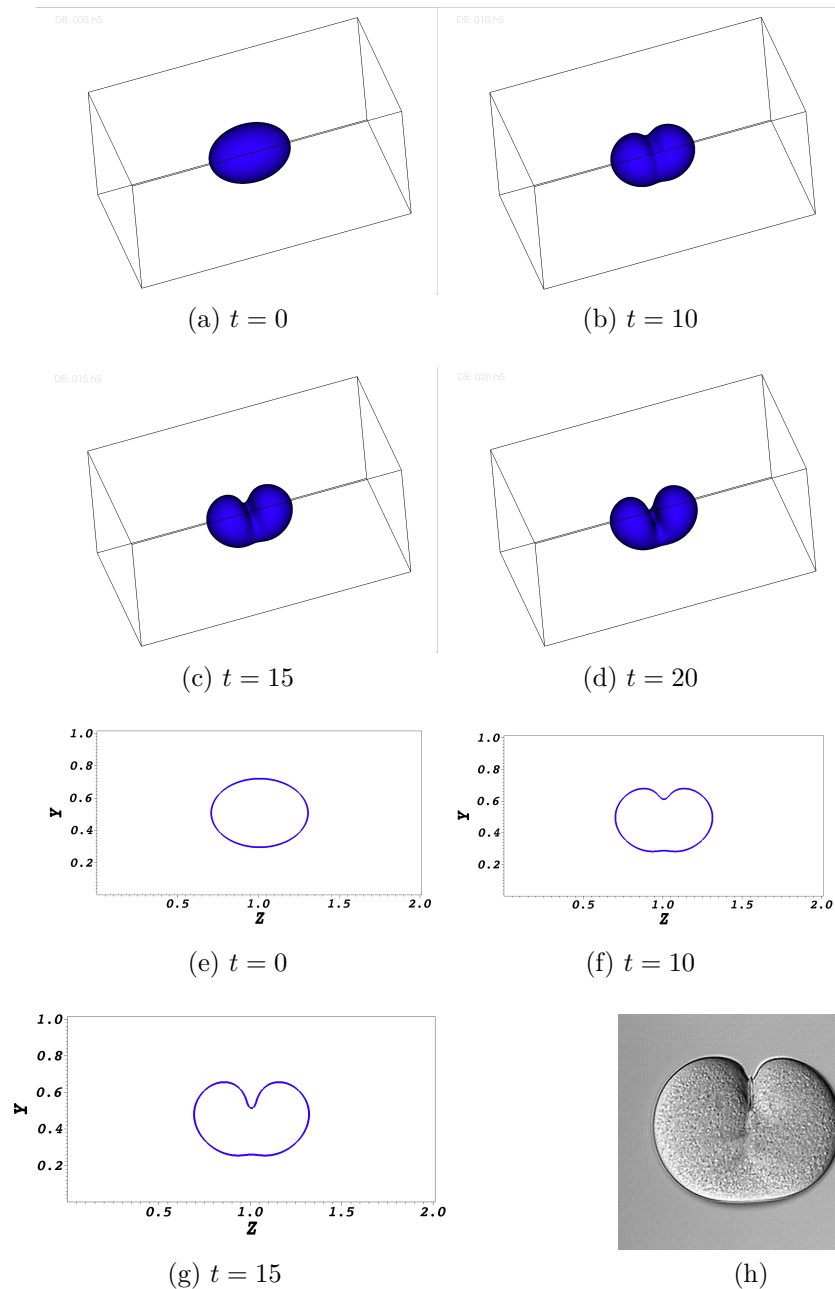 DB: 000.h5
DB: 010.h5
(a) t = 0
(b) t = 10
DB: 015.h5
DB: 020.h5
(c) t = 15
(d) t = 20
1.0
0.8
0.6
0.4
0.2
Y
0.5
1.0
1.5
2.0
Z
1.0
0.8
0.6
0.4
0.2
Y
0.5
1.0
1.5
2.0
Z
(e) t = 0
(f) t = 10
1.0
0.8
0.6
0.4
0.2
Y
0.5
1.0
1.5
2.0
Z
(g) t = 15
(h)